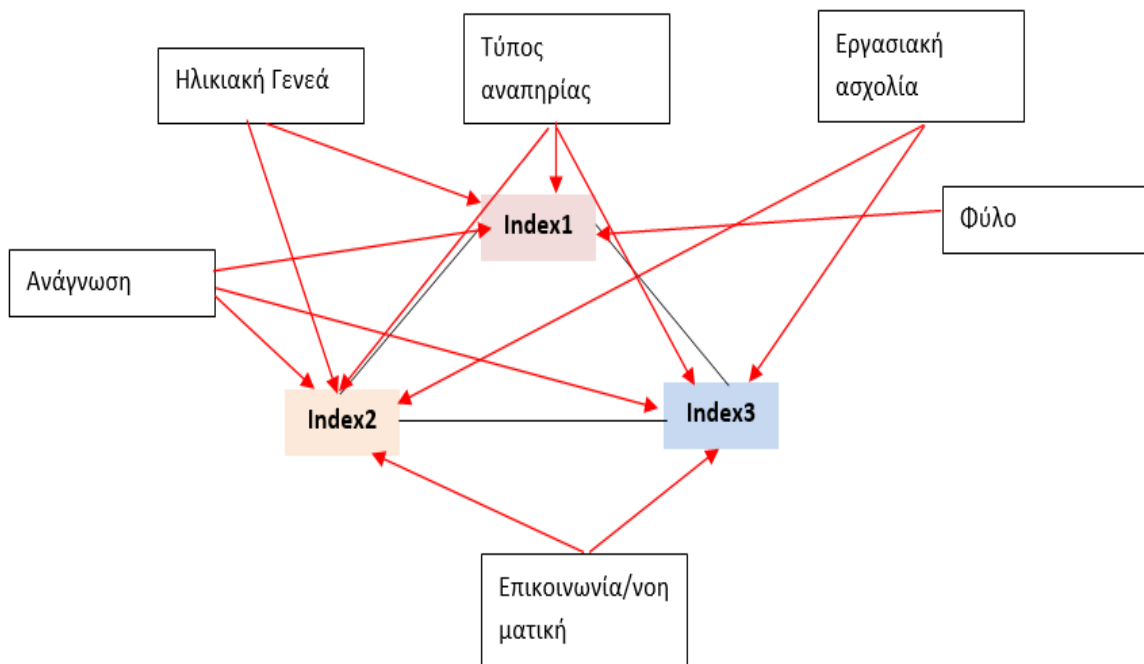 Τύπος
αναπηρίας
Εργασιακή
ασχολία
Ηλικιακή Γενεά
Index1
Φύλο
Ανάγνωση
Index2
Index3
Επικοινωνία/νοη
ματική